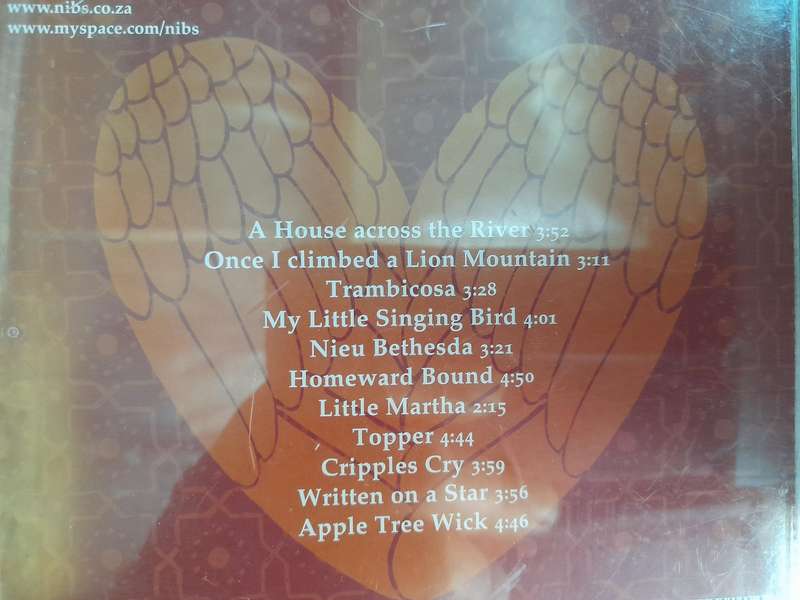 www.nibs.co.za
www.myspace.com/nibs
A House across the River 3:52
Once I climbed a Lion Mountain 3:11
Trambicosa 3:28
My Little Singing Bird 4:01
Nieu Bethesda 3:21
Homeward Bound 4:50
Little Martha 2:15
Topper 4:44
Cripples Cry 3:59
Written on a Star 3:56
Apple Tree Wick 4:46